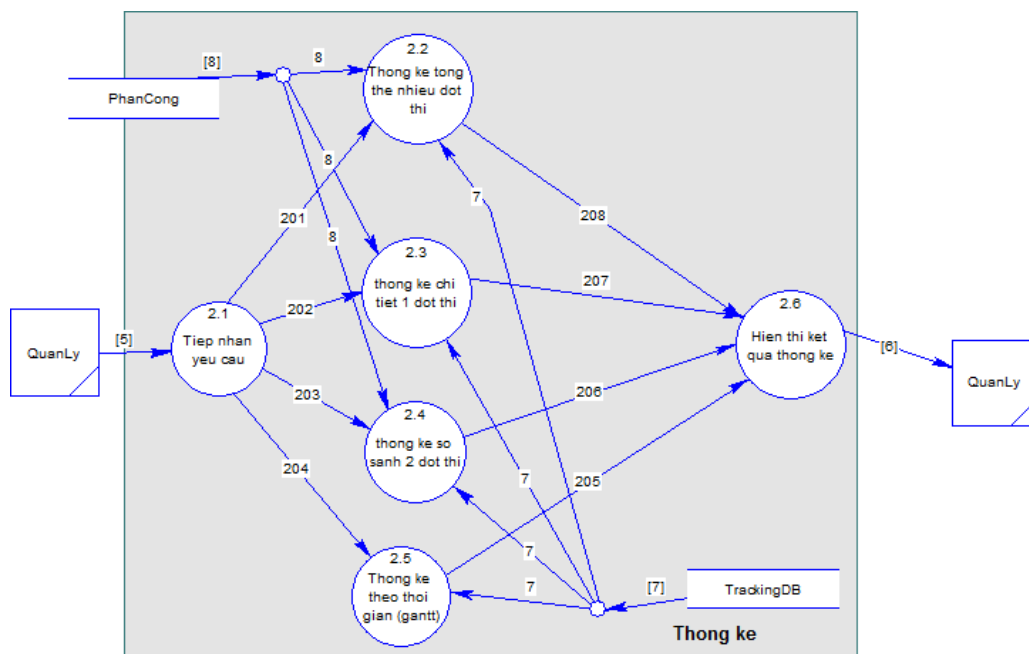 2.2
Thong ke tong
the nhieu dot
thi
[8]
8
PhanCong
8
7
201
208
8
2.3
thong ke chi
tiet 1 dot thi
207
202
2.1
Tiep nhan
yeu cau
2.6
Hien thi ket
qua thong ke
QuanLy
[5]
[6]
QuanLy
203
206
2.4
thong ke so
sanh 2 dot thi
204
7
205
2.5
Thong ke
theo thoi
gian (gantt)
7
7
[7]
TrackingDB
Thong ke